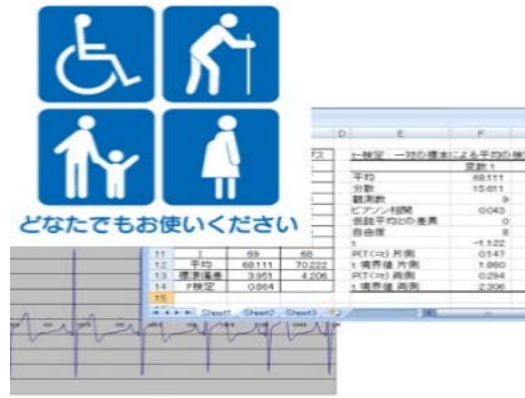 どなたでもお使いください
D E F
t-検定: 一対の標本による平均の検
変数 1
平均 68.111
分散 15.611
観測数 9
ピアソン相関 0.043
仮説平均との差異 0
自由度 8
t -1.122
P(T<=t) 片側 0.147
t 境界値 片側 1.860
P(T<=t) 両側 0.294
t 境界値 両側 2.306
11 69 68
12 平均 68.111 70.222
13 標準偏差 3.951 4.206
14 F検定 0.864
15
Sheet1 Sheet2 Sheet3